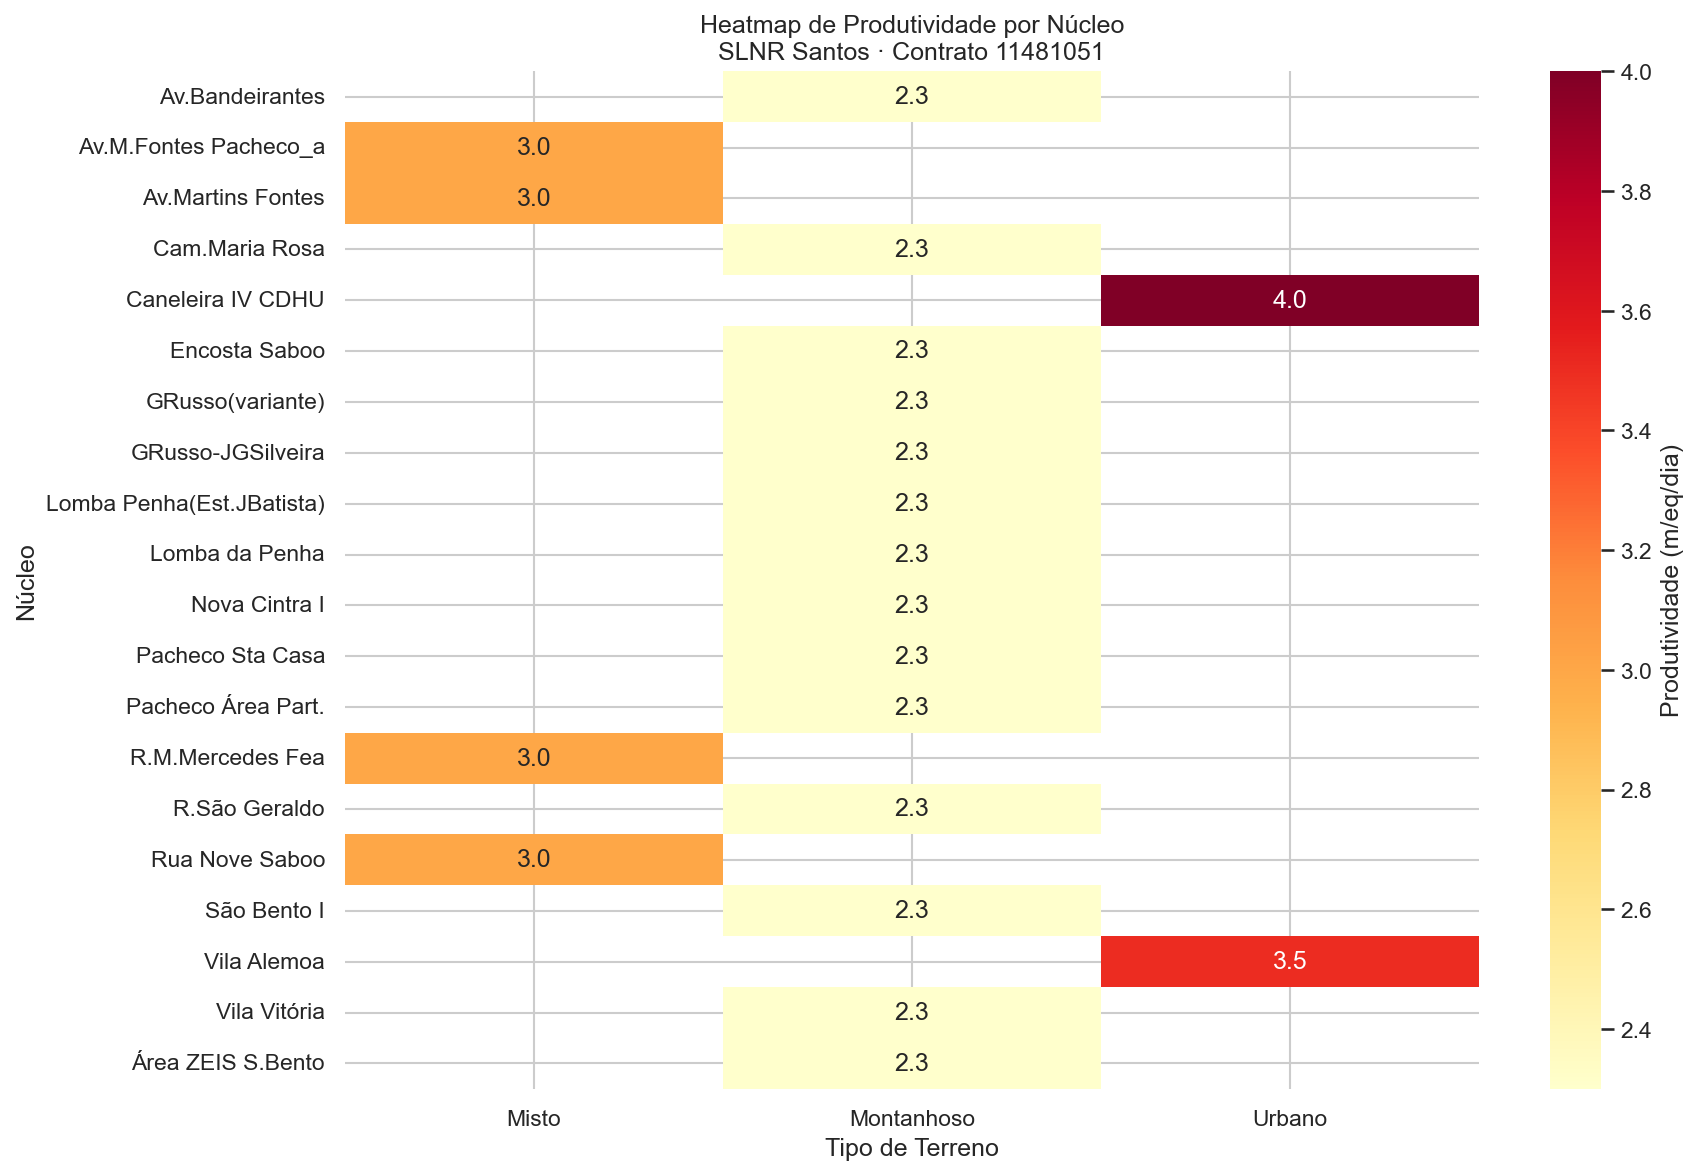 Heatmap de Produtividade por Núcleo
SLNR Santos · Contrato 11481051
Núcleo
Av.Bandeirantes 2.3
Av.M.Fontes Pacheco_a 3.0
Av.Martins Fontes 3.0
Cam.Maria Rosa 2.3
Caneleira IV CDHU 4.0
Encosta Saboo 2.3
GRusso(variante) 2.3
GRusso-JGSilveira 2.3
Lomba Penha(Est.JBatista) 2.3
Lomba da Penha 2.3
Nova Cintra I 2.3
Pacheco Sta Casa 2.3
Pacheco Área Part. 2.3
R.M.Mercedes Fea 3.0
R.São Geraldo 2.3
Rua Nove Saboo 3.0
São Bento I 2.3
Vila Alemoa 3.5
Vila Vitória 2.3
Área ZEIS S.Bento 2.3
Misto Montanhoso Urbano
Tipo de Terreno
4.0
3.8
3.6
3.4
3.2
3.0
2.8
2.6
2.4
Produtividade (m/eq/dia)